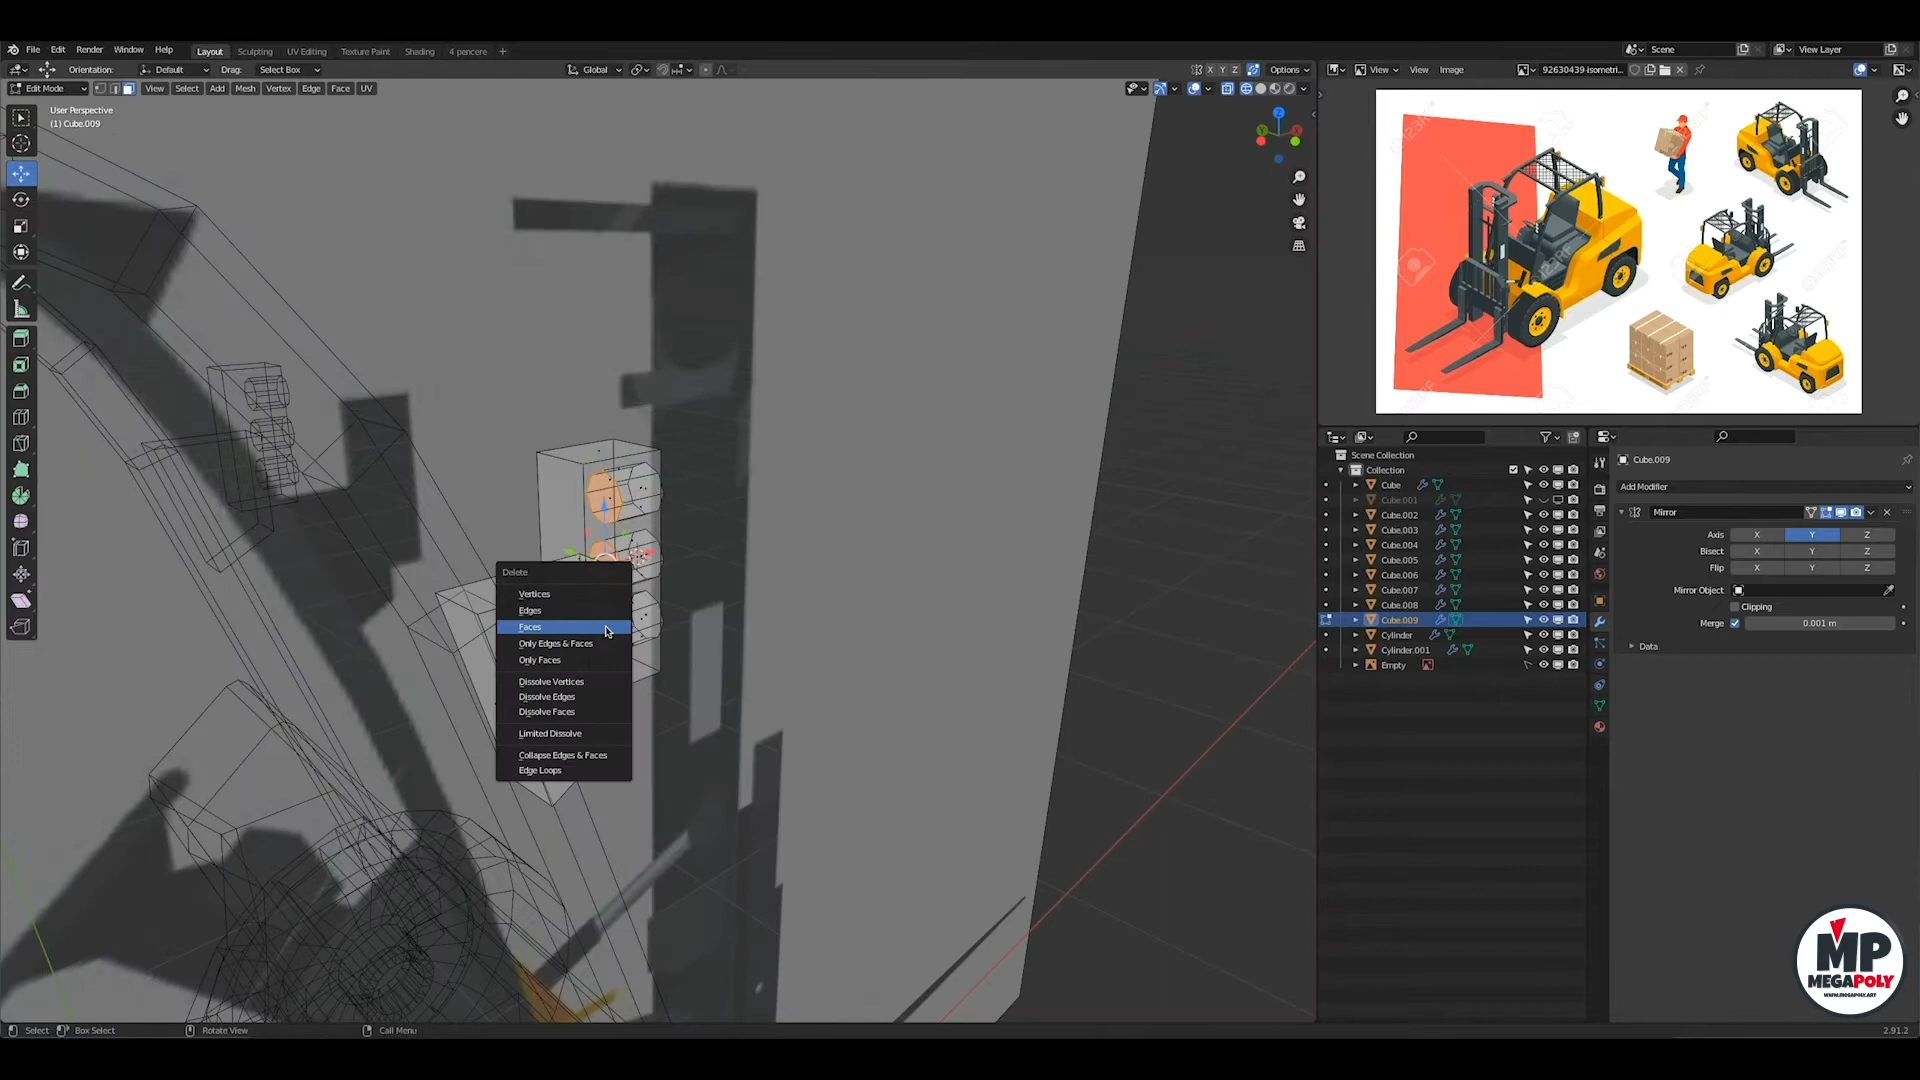 File Edit Render Window Help Layout Sculpting UV Editing Texture Paint Shading 4 pencere + Scene View Layer
Orientation: Default Drag: Select Box Global X Y Z Options View View Image 92630439-isometri...
Edit Mode View Select Add Mesh Vertex Edge Face UV
User Perspective
(1) Cube.009
Delete
Vertices
Edges
Faces
Only Edges & Faces
Only Faces
Dissolve Vertices
Dissolve Edges
Dissolve Faces
Limited Dissolve
Collapse Edges & Faces
Edge Loops
Scene Collection
Collection
Cube
Cube.001
Cube.002
Cube.003
Cube.004
Cube.005
Cube.006
Cube.007
Cube.008
Cube.009
Cylinder
Cylinder.001
Empty
Cube.009
Add Modifier
Mirror
Axis X Y Z
Bisect X Y Z
Flip X Y Z
Mirror Object
Clipping
Merge 0.001 m
Data
MP
MEGAPOLY
WWW.MEGAPOLY.ART
Select Box Select Rotate View Call Menu 2.91.2